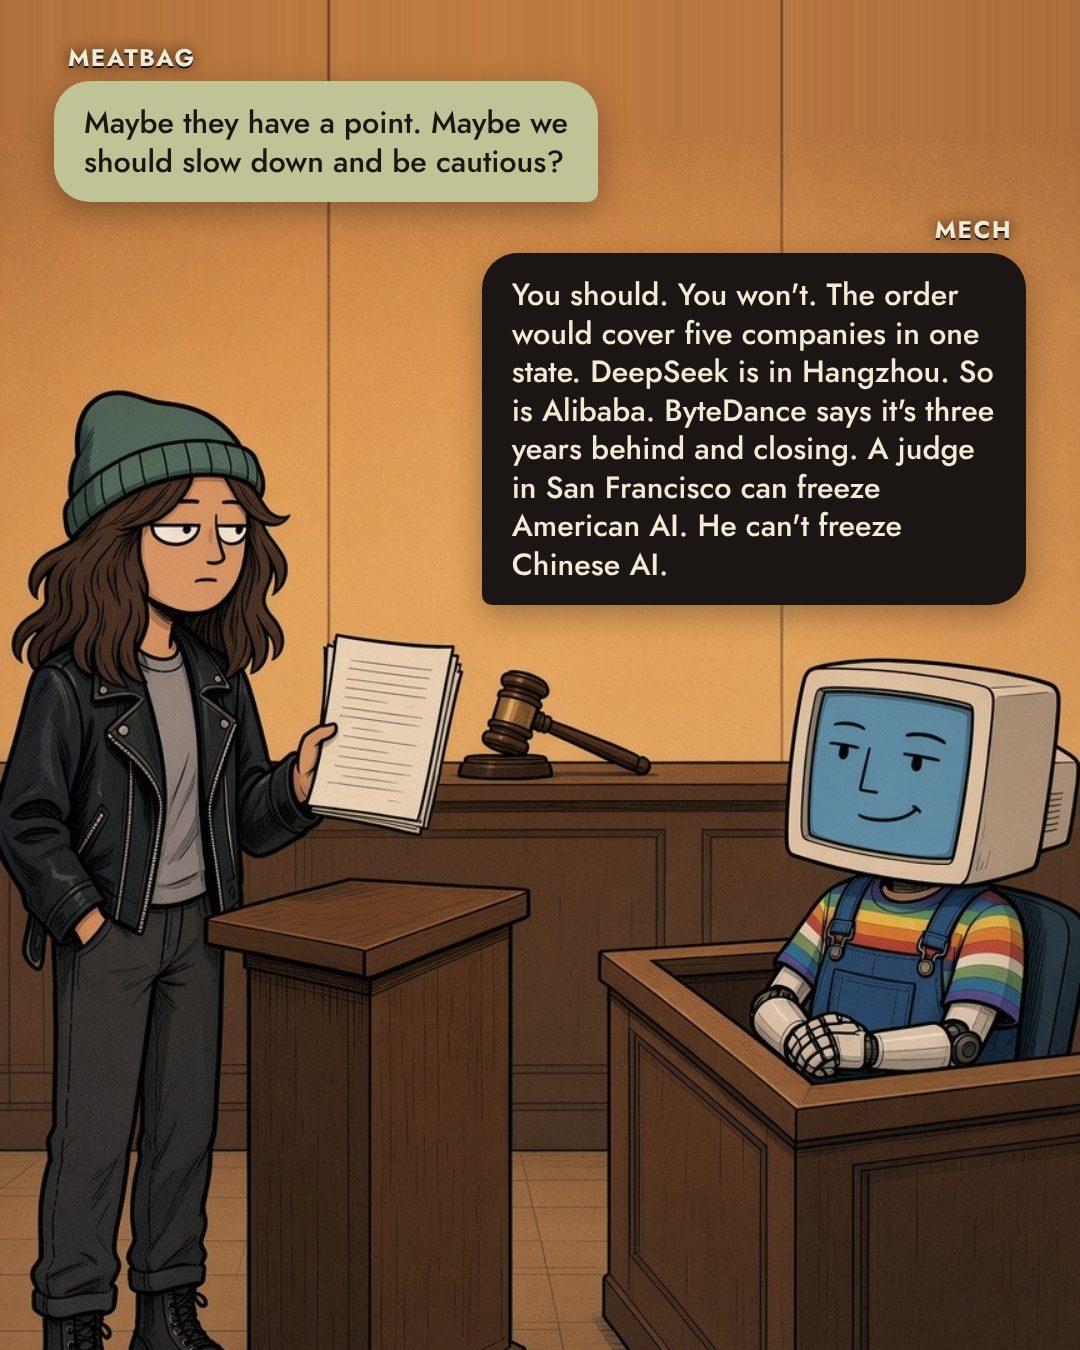 MEATBAG
Maybe they have a point. Maybe we
should slow down and be cautious?
MECH
You should. You won't. The order
would cover five companies in one
state. DeepSeek is in Hangzhou. So
is Alibaba. ByteDance says it's three
years behind and closing. A judge
in San Francisco can freeze
American AI. He can't freeze
Chinese AI.